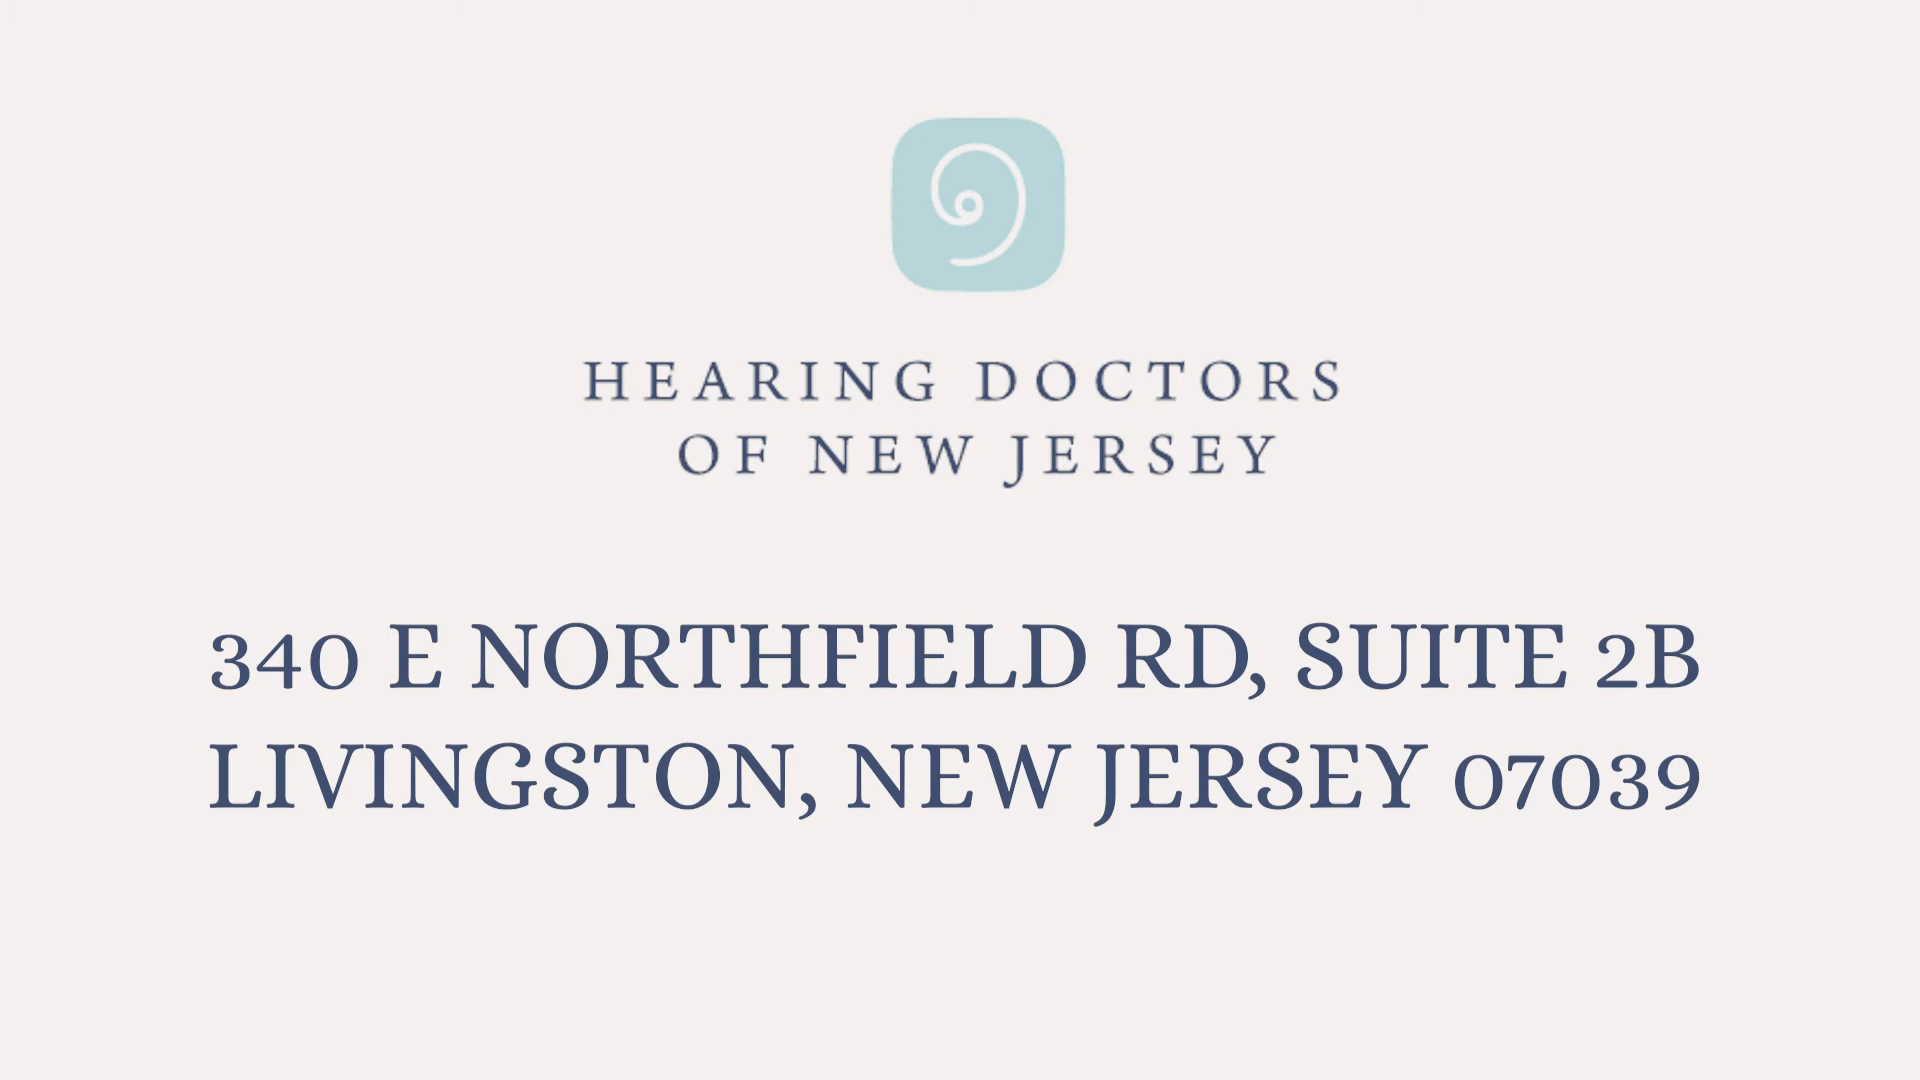 HEARING DOCTORS
OF NEW JERSEY
340 E NORTHFIELD RD, SUITE 2B
LIVINGSTON, NEW JERSEY 07039